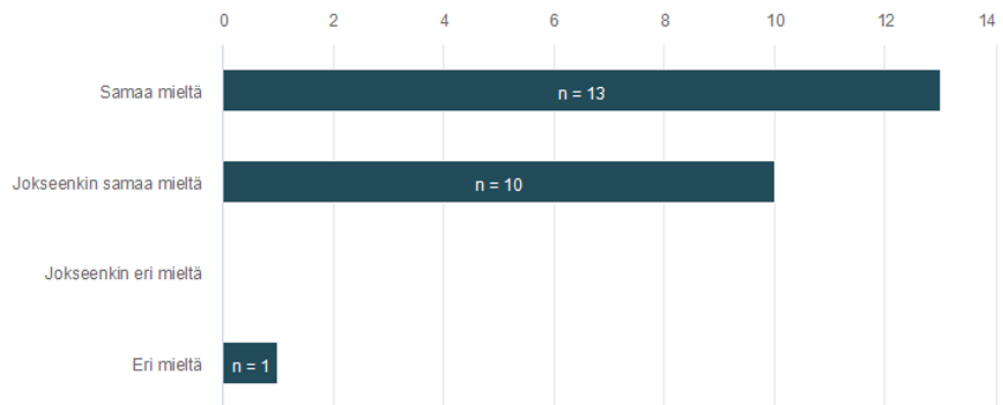 0 2 4 6 8 10 12 14
Samaa mieltä n = 13
Jokseenkin samaa mieltä n = 10
Jokseenkin eri mieltä
Eri mieltä n = 1